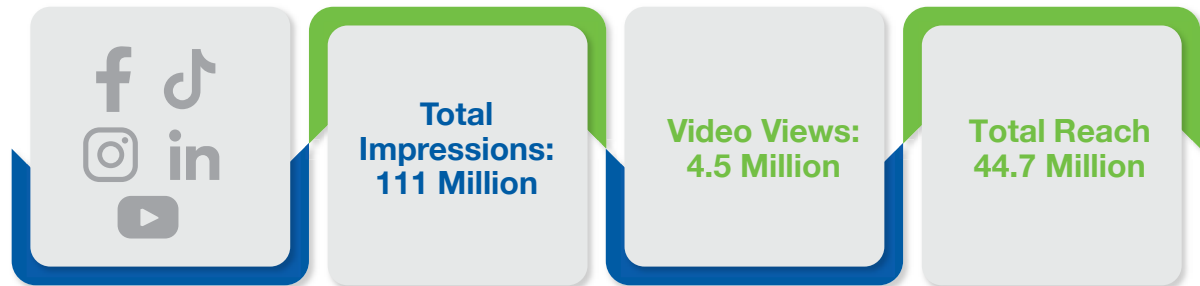 Total
Impressions:
111 Million
Video Views:
4.5 Million
Total Reach
44.7 Million